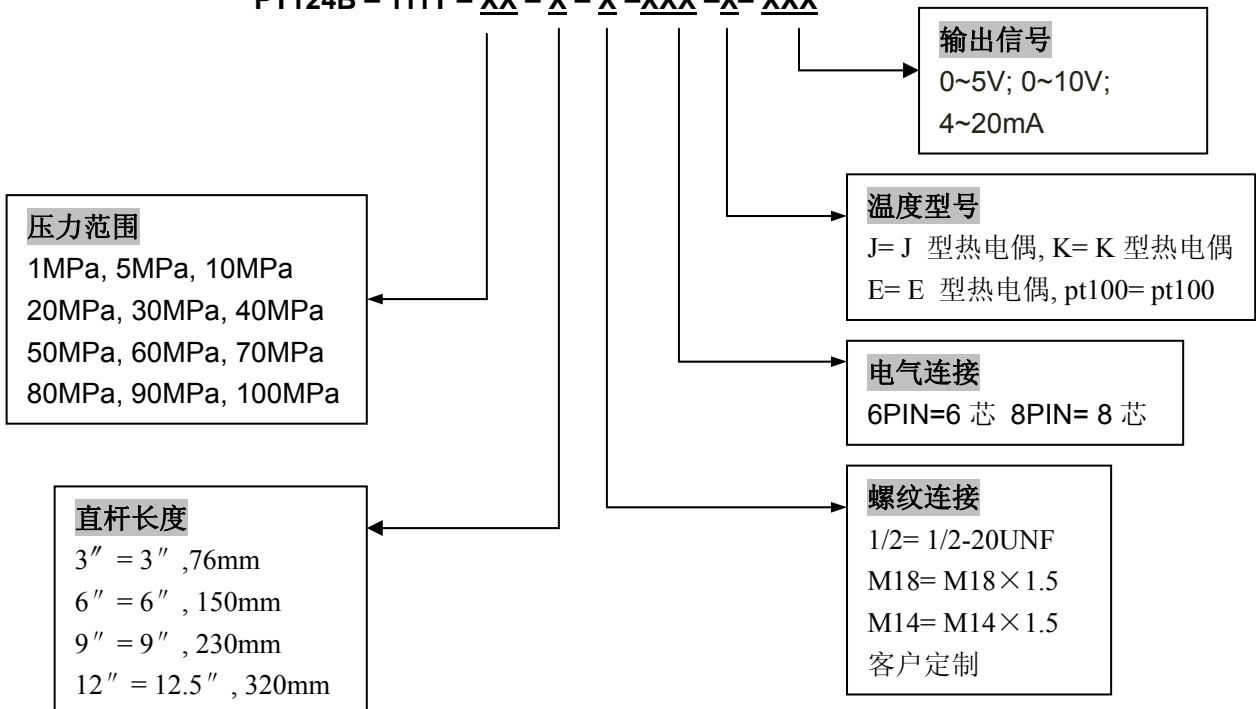 PT124B – 111T – XX – X – X –XXX –X– XXX
输出信号
0~5V; 0~10V;
4~20mA
压力范围
1MPa, 5MPa, 10MPa
20MPa, 30MPa, 40MPa
50MPa, 60MPa, 70MPa
80MPa, 90MPa, 100MPa
温度型号
J= J 型热电偶, K= K 型热电偶
E= E 型热电偶, pt100= pt100
电气连接
6PIN=6 芯 8PIN= 8 芯
直杆长度
3″ = 3″ ,76mm
6″ = 6″ , 150mm
9″ = 9″ , 230mm
12″ = 12.5″ , 320mm
螺纹连接
1/2= 1/2-20UNF
M18= M18×1.5
M14= M14×1.5
客户定制